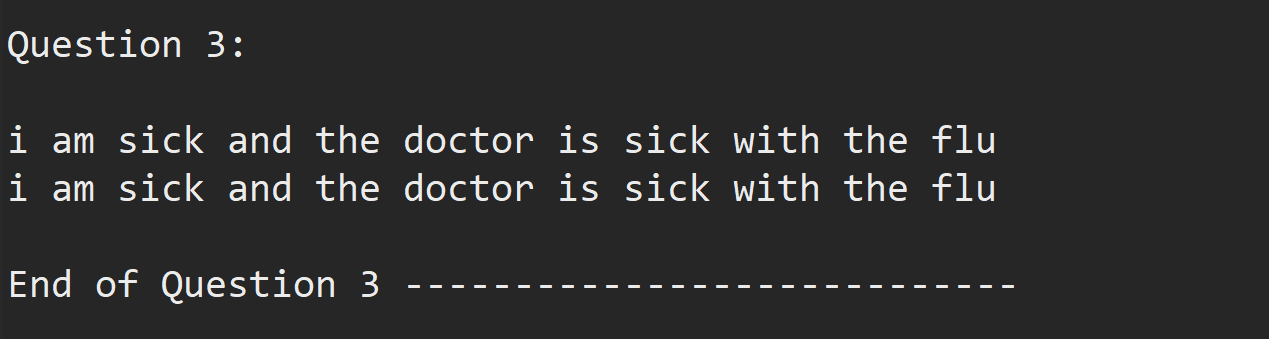 Question 3:
i am sick and the doctor is sick with the flu
i am sick and the doctor is sick with the flu
End of Question 3 ----------------------------